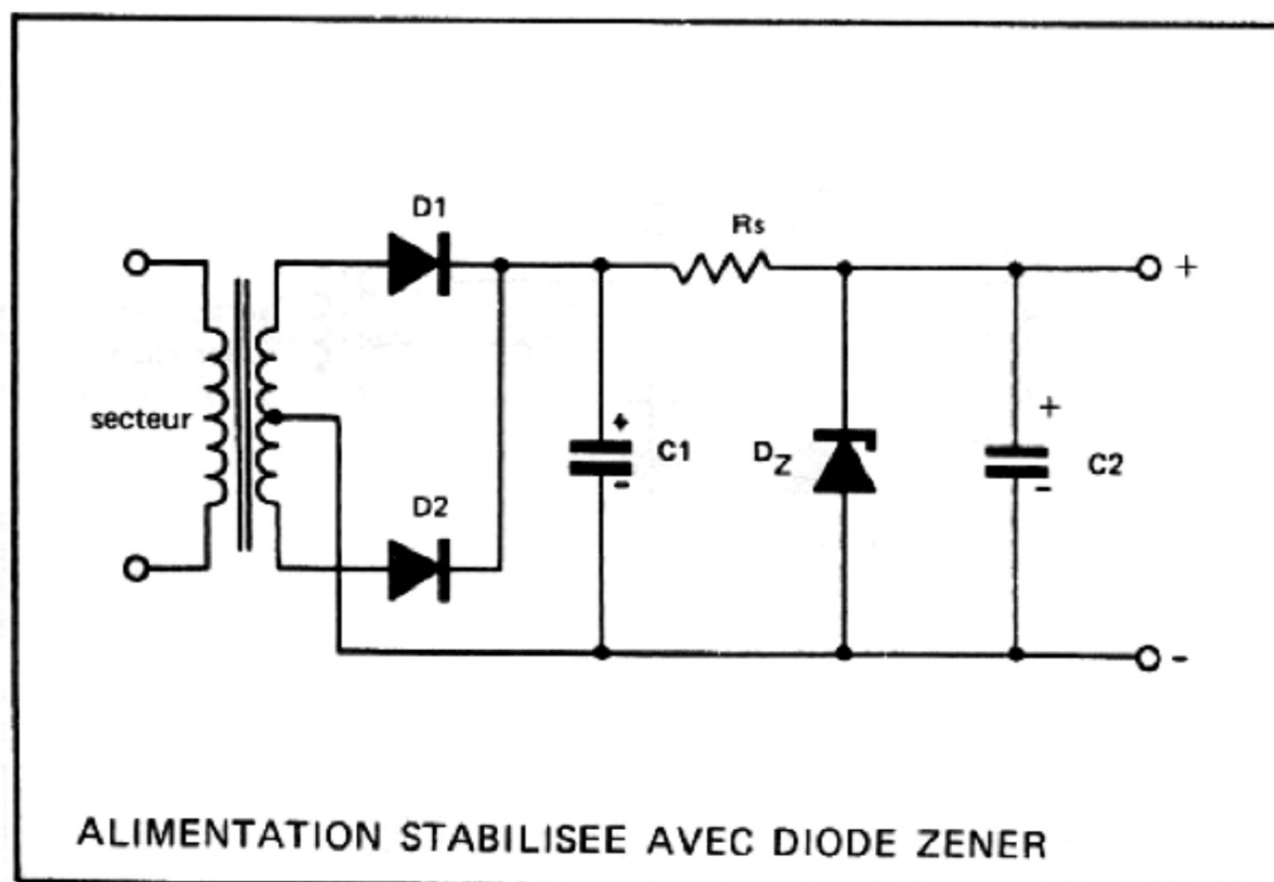 D1
Rs
+
secteur
+
C1
-
DZ
+
C2
-
D2
-
ALIMENTATION STABILISEE AVEC DIODE ZENER